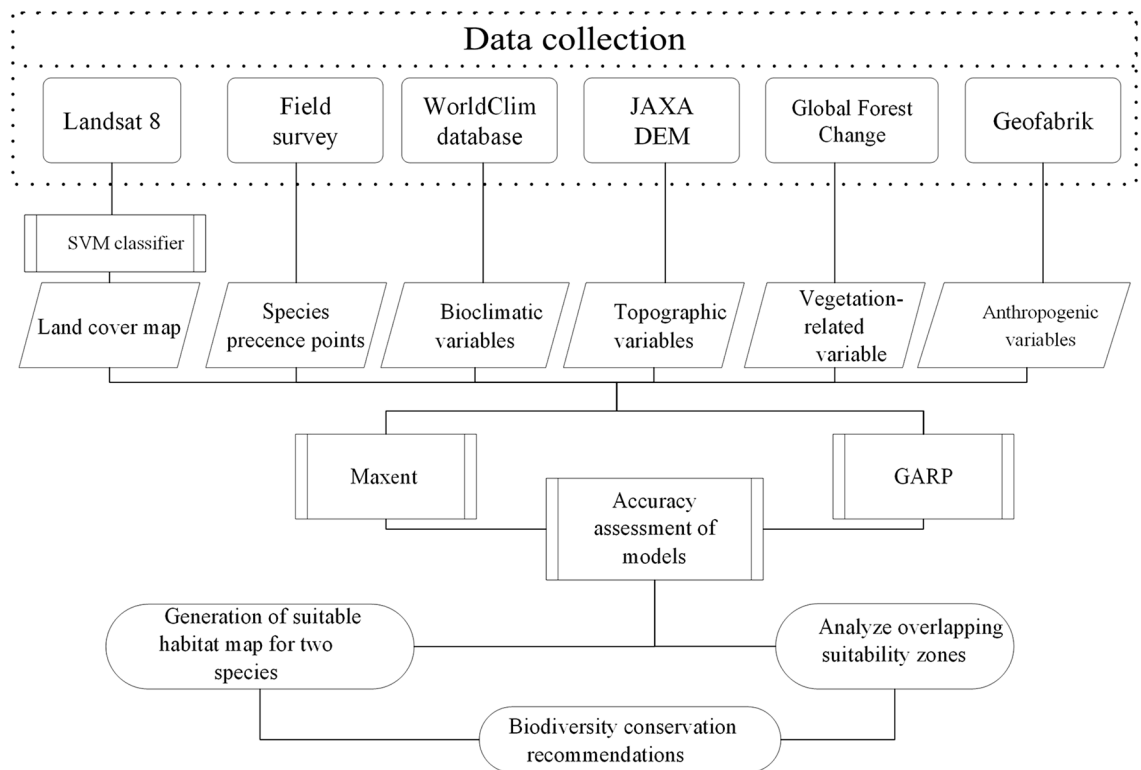 Data collection
Landsat 8
Field
survey
WorldClim
database
JAXA
DEM
Global Forest
Change
Geofabrik
SVM classifier
Land cover map
Species
precence points
Bioclimatic
variables
Topographic
variables
Vegetation-
related
variable
Anthropogenic
variables
Maxent
GARP
Accuracy
assessment of
models
Generation of suitable
habitat map for two
species
Analyze overlapping
suitability zones
Biodiversity conservation
recommendations